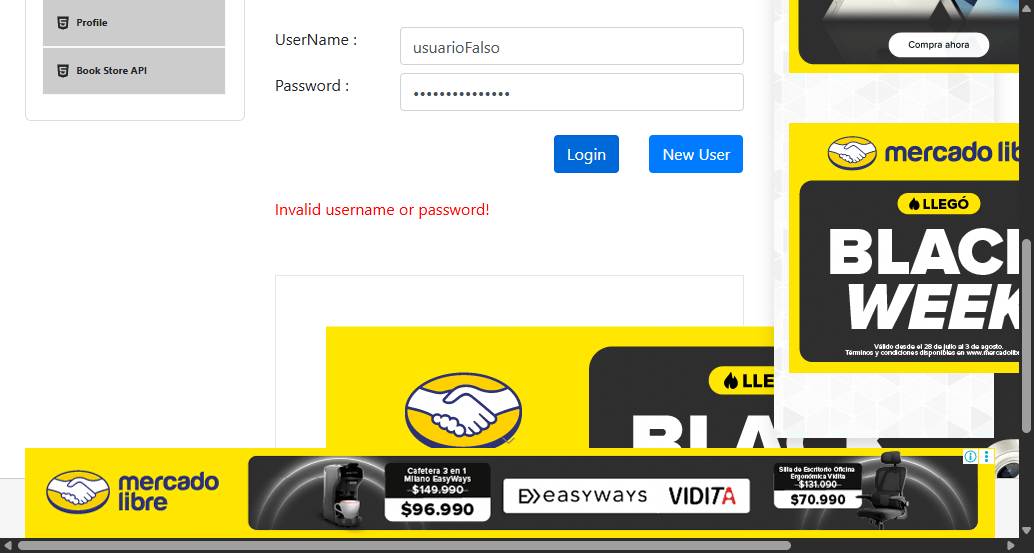 Profile
Book Store API
UserName :
usuarioFalso
Password :
•••••••••••••••
Login
New User
Invalid username or password!
Compra ahora
mercado lib
LLEGÓ
BLAC
WEEK
Válido desde el 28 de julio al 3 de agosto.
Términos y condiciones disponibles en www.mercadolibr
LLE
BLACK
mercado
libre
Cafetera 3 en 1
Milano EasyWays
$149.990
$96.990
easyways
VIDITA
Silla de Escritorio Oficina
Ergonómica Vidita
$131.090
$70.990